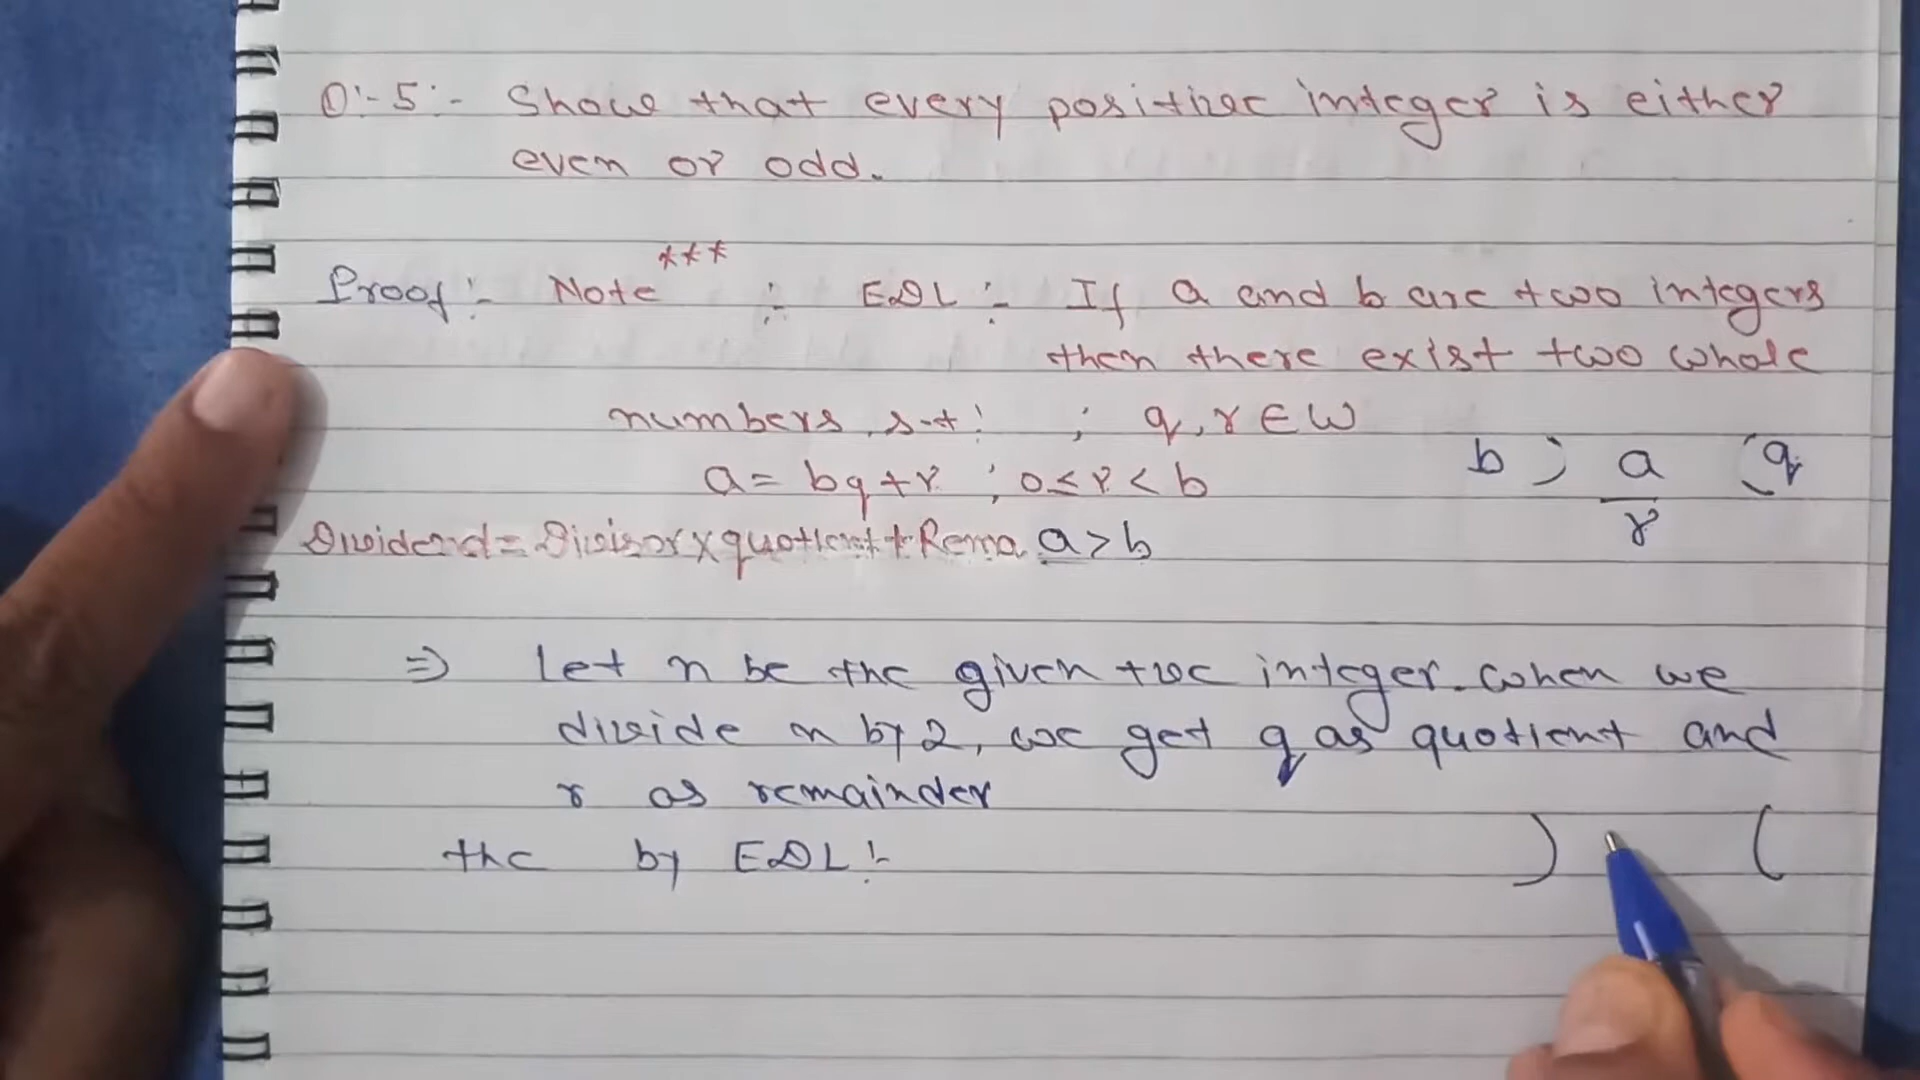 Q:-5:- Show that every positive integer is either
even or odd.
Proof:- Note *** :- EDL :- If a and b are two integers
then there exist two whole
numbers s.t! ; q, r ∈ W
a = bq + r ; 0 ≤ r < b
b ) a ( q
r
Dividend = Divisor x quotient + Rema a > b
⇒ Let n be the given +ve integer. when we
divide n by 2, we get q as quotient and
r as remainder
the by EDL :-
) (